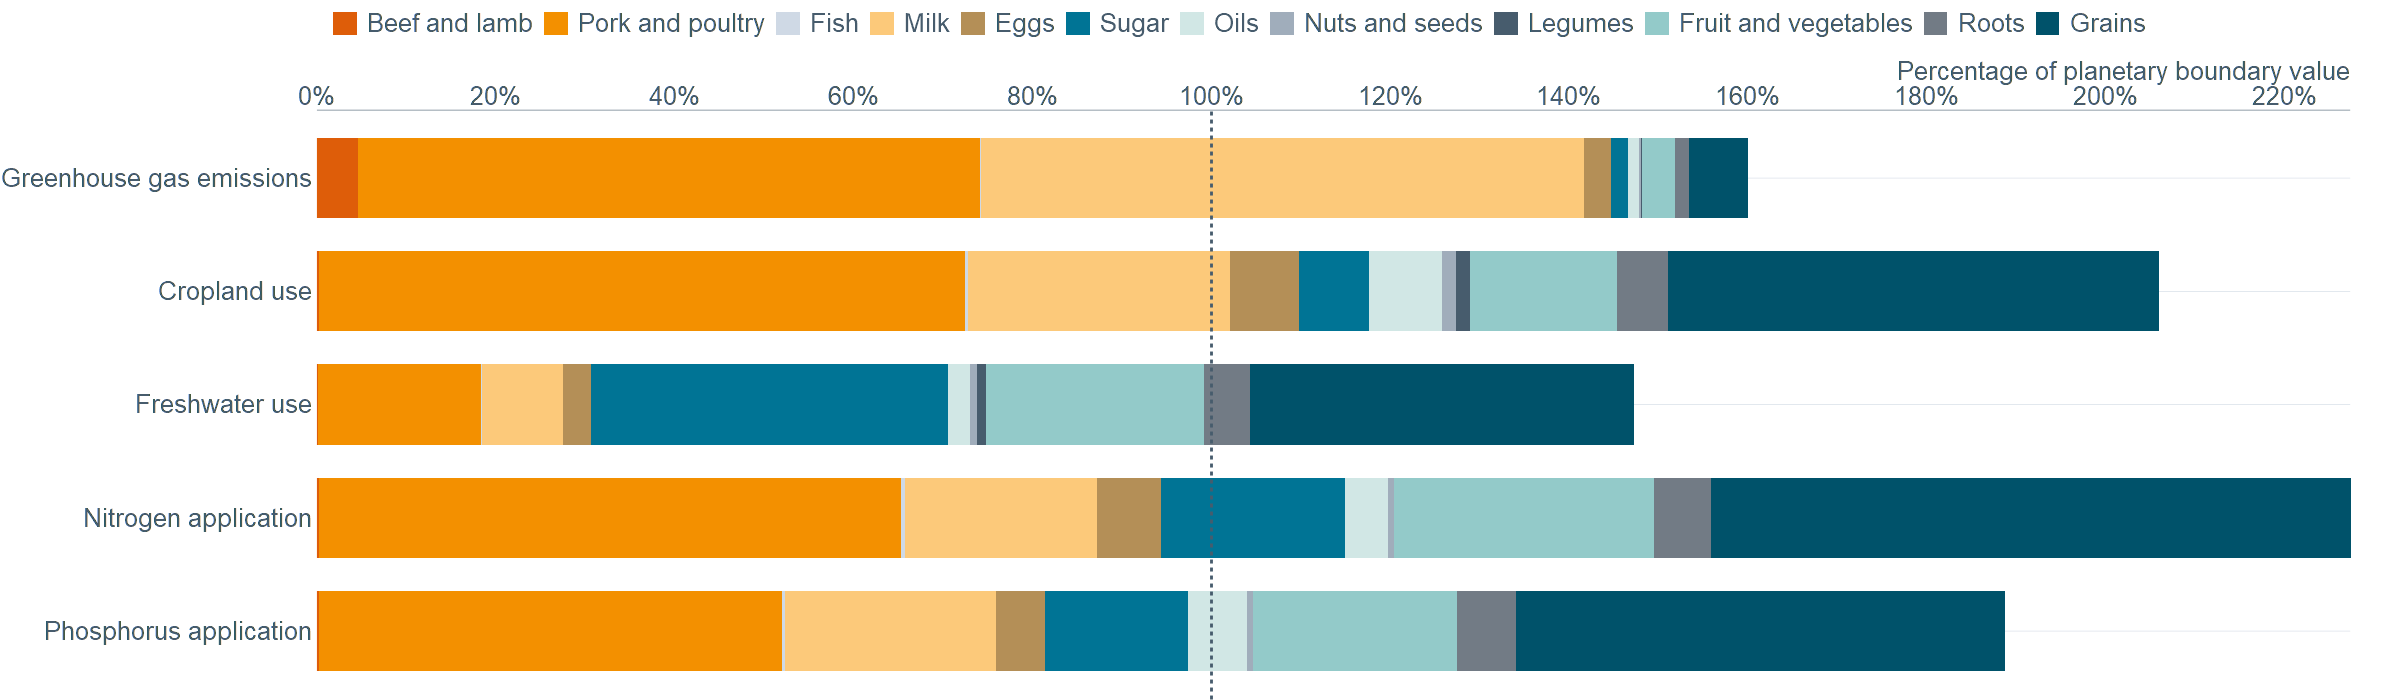 Beef and lamb Pork and poultry Fish Milk Eggs Sugar Oils Nuts and seeds Legumes Fruit and vegetables Roots Grains
Percentage of planetary boundary value
0% 20% 40% 60% 80% 100% 120% 140% 160% 180% 200% 220%
Greenhouse gas emissions
Cropland use
Freshwater use
Nitrogen application
Phosphorus application